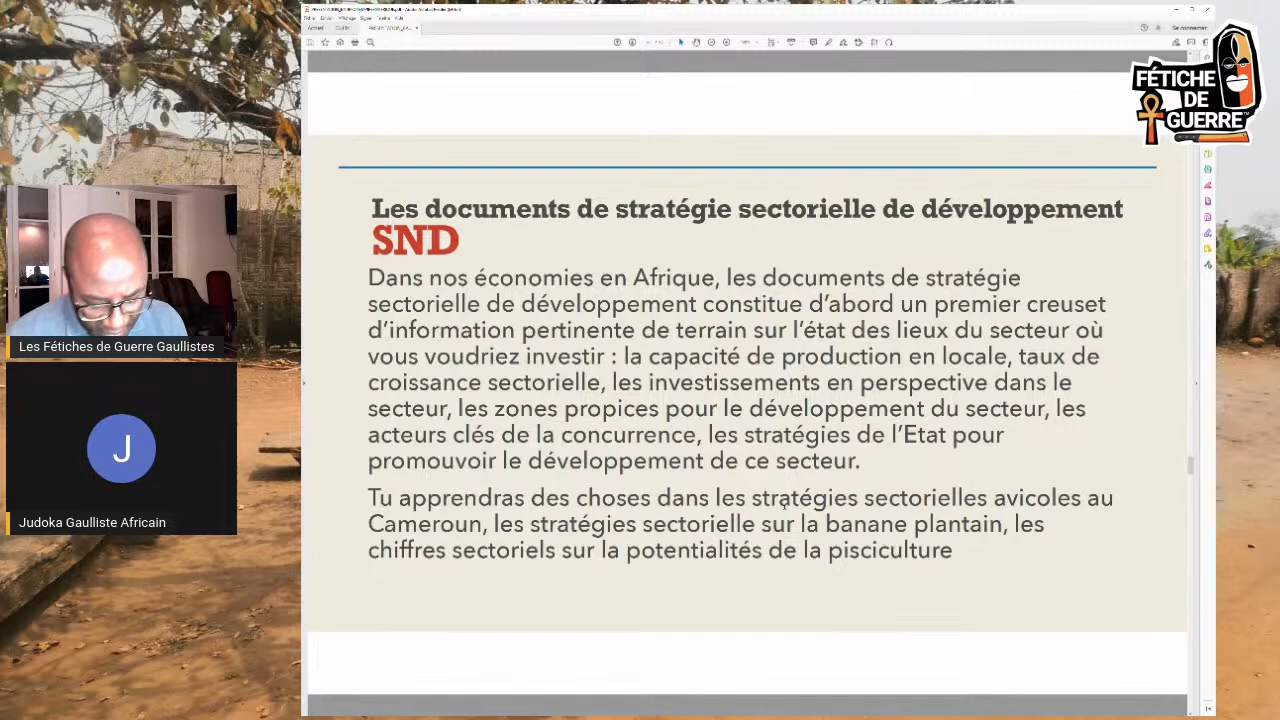 Se connecter
FÉTICHE
DE
GUERRE
Les documents de stratégie sectorielle de développement
SND
Dans nos économies en Afrique, les documents de stratégie
sectorielle de développement constitue d'abord un premier creuset
d'information pertinente de terrain sur l'état des lieux du secteur où
vous voudriez investir : la capacité de production en locale, taux de
croissance sectorielle, les investissements en perspective dans le
secteur, les zones propices pour le développement du secteur, les
acteurs clés de la concurrence, les stratégies de l'Etat pour
promouvoir le développement de ce secteur.
Tu apprendras des choses dans les stratégies sectorielles avicoles au
Cameroun, les stratégies sectorielle sur la banane plantain, les
chiffres sectoriels sur la potentialités de la pisciculture
Les Fétiches de Guerre Gaullistes
J
Judoka Gaulliste Africain